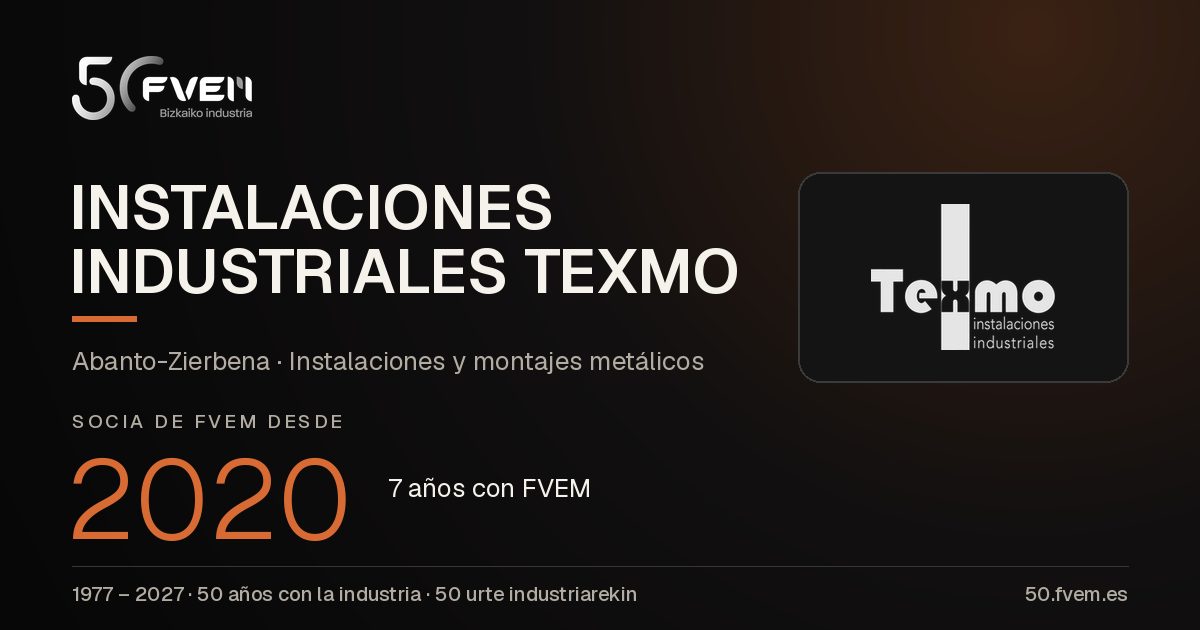 50 FVEM
Bizkaiko industria
INSTALACIONES
INDUSTRIALES TEXMO
Texmo
instalaciones
industriales
Abanto-Zierbena · Instalaciones y montajes metálicos
SOCIA DE FVEM DESDE
2020
7 años con FVEM
1977 – 2027 · 50 años con la industria · 50 urte industriarekin
50.fvem.es